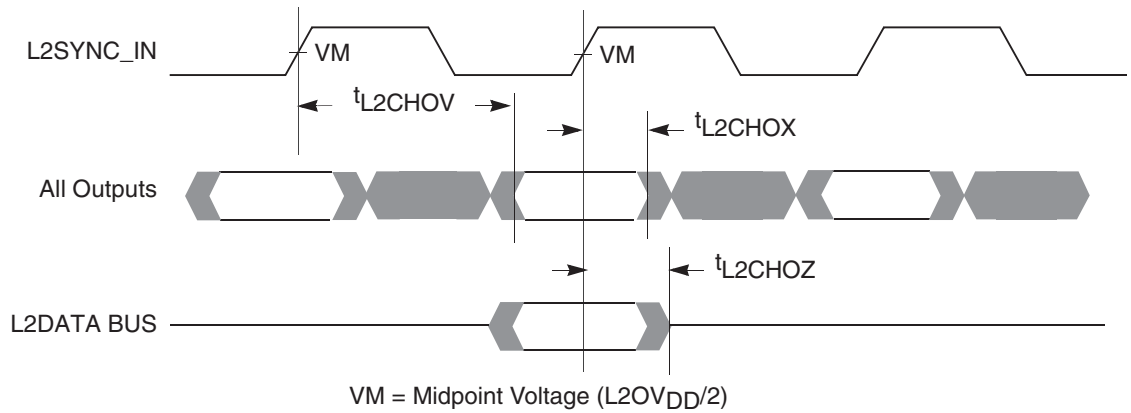 L2SYNC_IN
VM
VM
tL2CHOV
tL2CHOX
All Outputs
tL2CHOZ
L2DATA BUS
VM = Midpoint Voltage (L2OVDD/2)